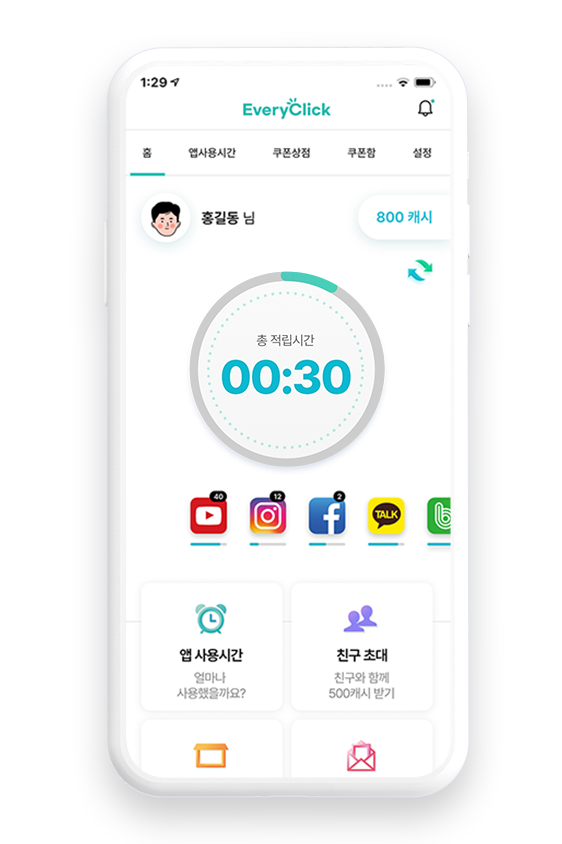 1:29
EveryClick
홈 앱사용시간 쿠폰상점 쿠폰함 설정
홍길동 님
800 캐시
총 적립시간
00:30
40 12 2
TALK
앱 사용시간 친구 초대
얼마나 친구와 함께
사용했을까요? 500캐시 받기